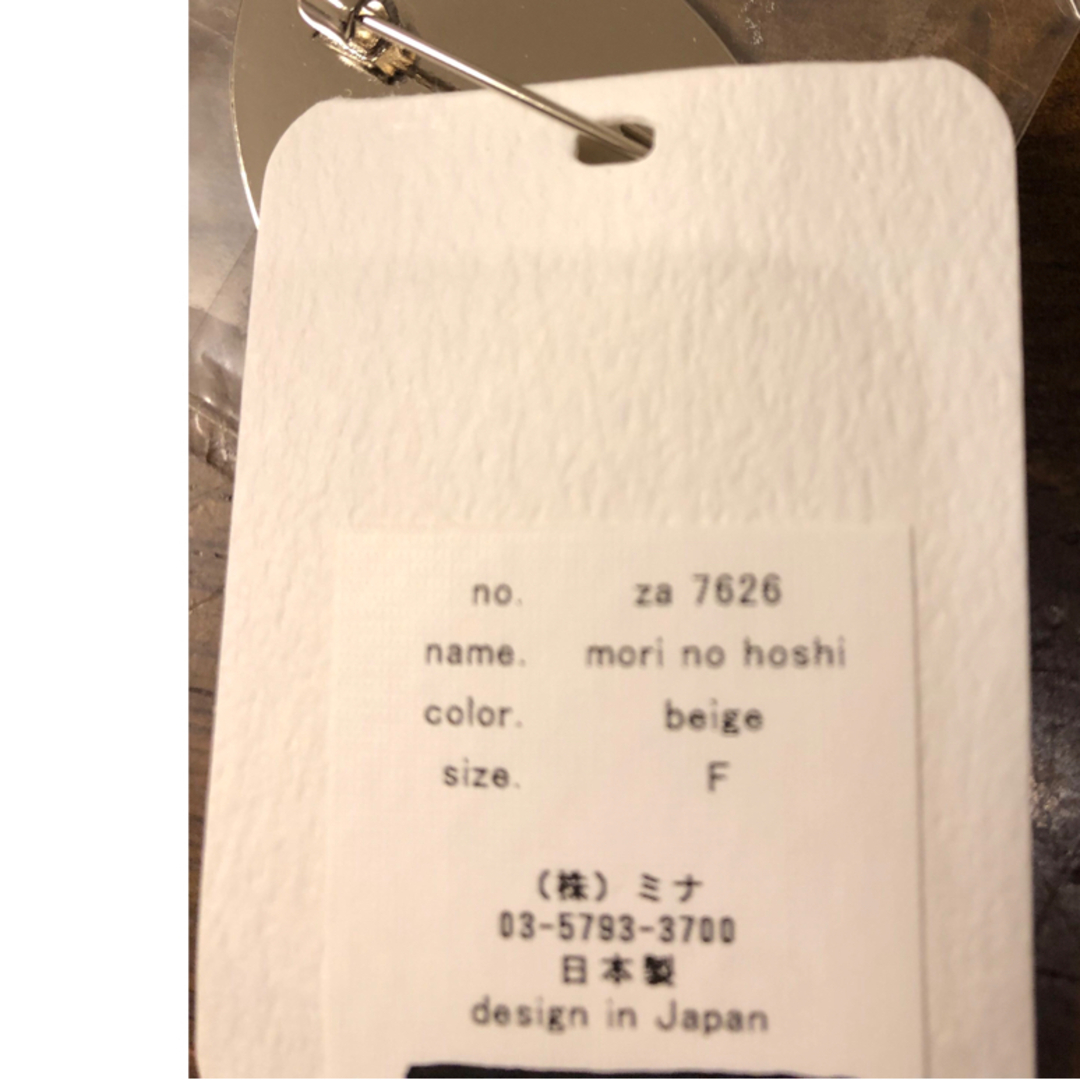 no. za 7626
name. mori no hoshi
color. beige
size. F
（株）ミナ
03-5793-3700
日本製
design in Japan